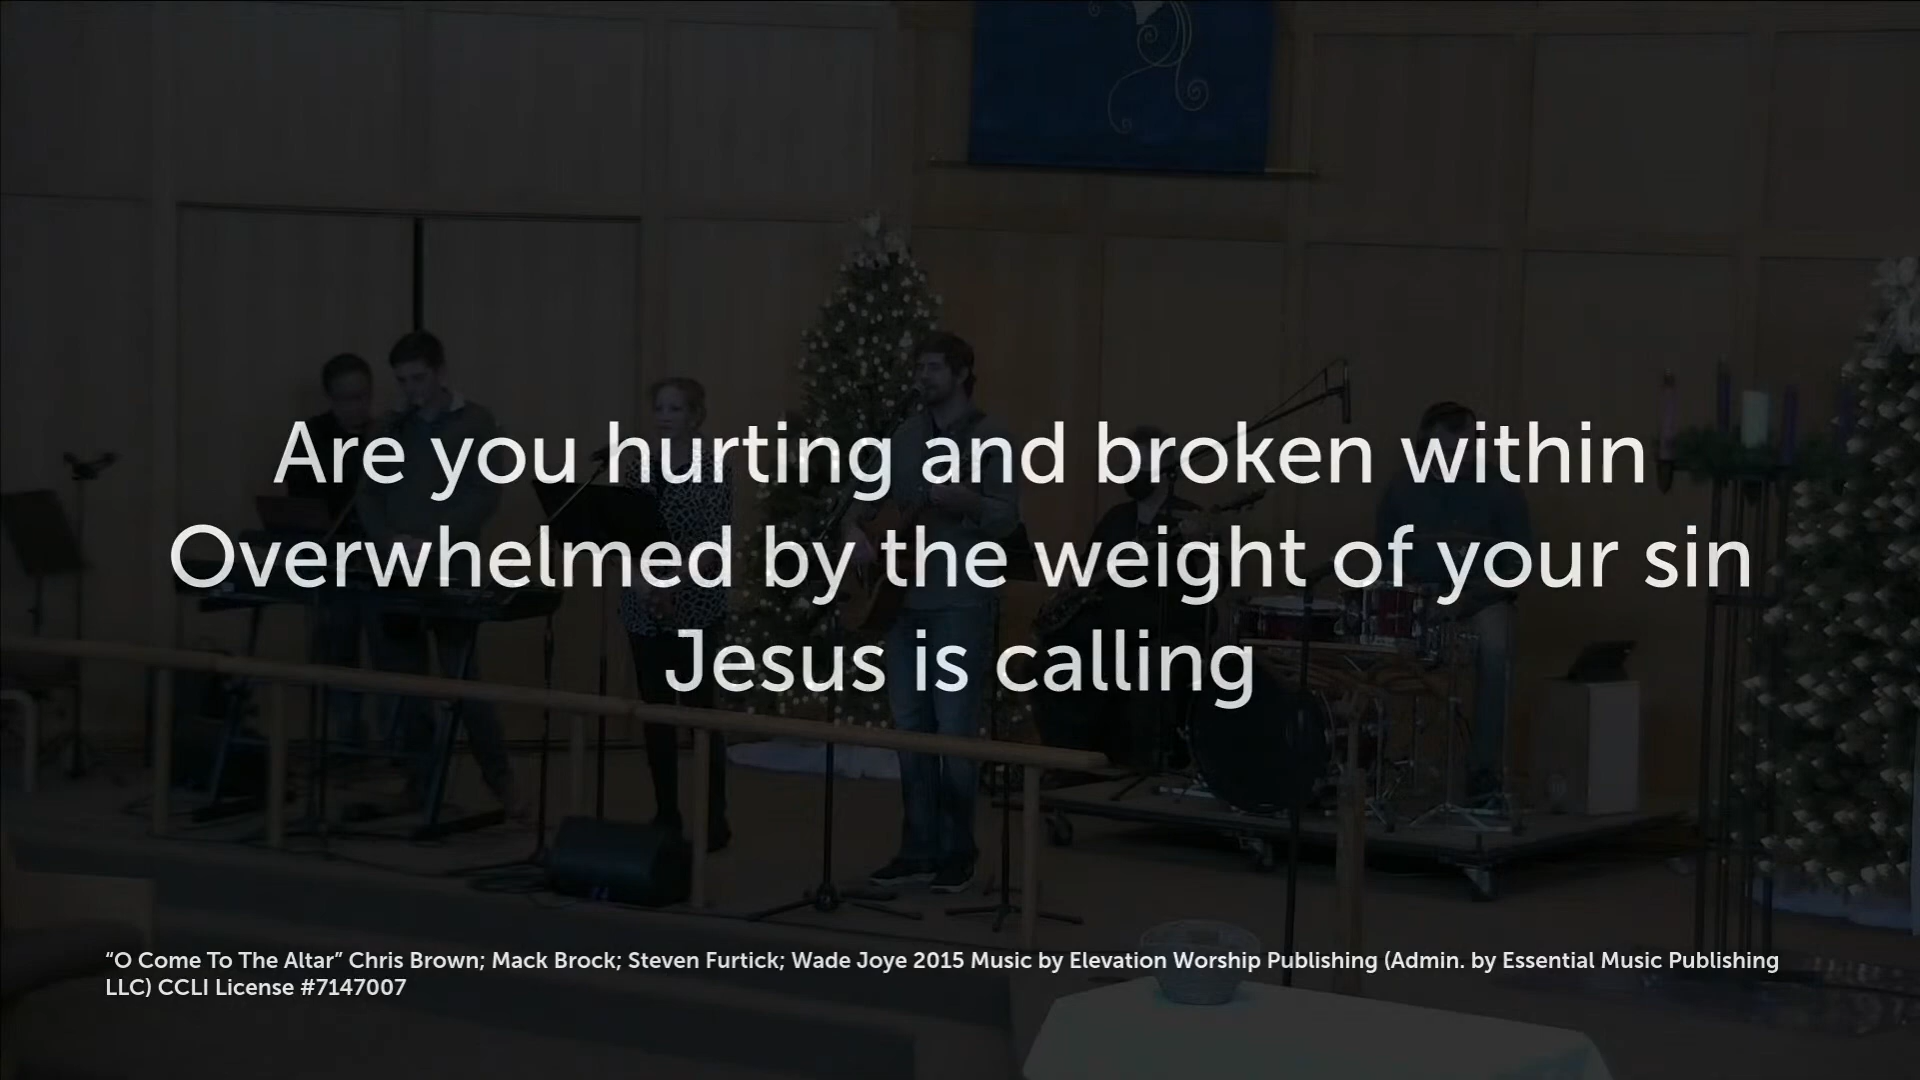 Are you hurting and broken within
Overwhelmed by the weight of your sin
Jesus is calling
“O Come To The Altar” Chris Brown; Mack Brock; Steven Furtick; Wade Joye 2015 Music by Elevation Worship Publishing (Admin. by Essential Music Publishing
LLC) CCLI License #7147007